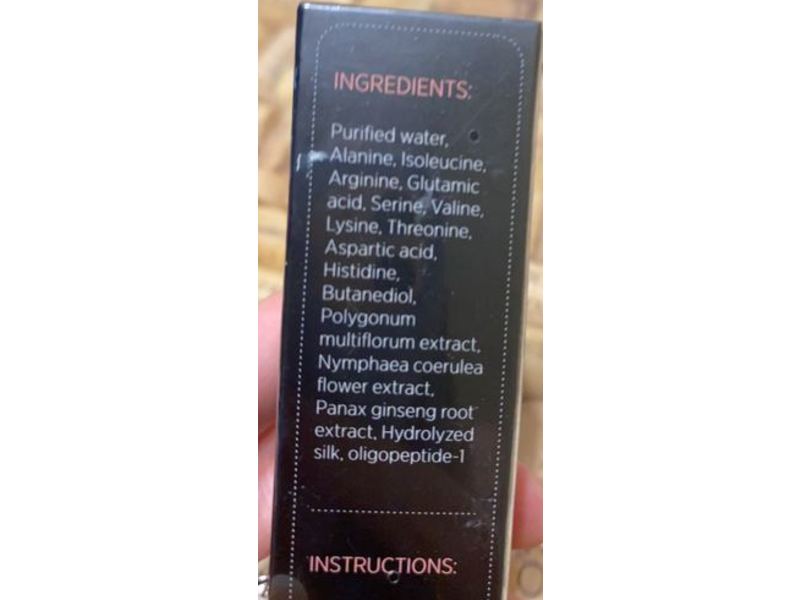 INGREDIENTS:
Purified water,
Alanine, Isoleucine,
Arginine, Glutamic
acid, Serine, Valine,
Lysine, Threonine,
Aspartic acid,
Histidine,
Butanediol,
Polygonum
multiflorum extract,
Nymphaea coerulea
flower extract,
Panax ginseng root
extract, Hydrolyzed
silk, oligopeptide-1
INSTRUCTIONS: